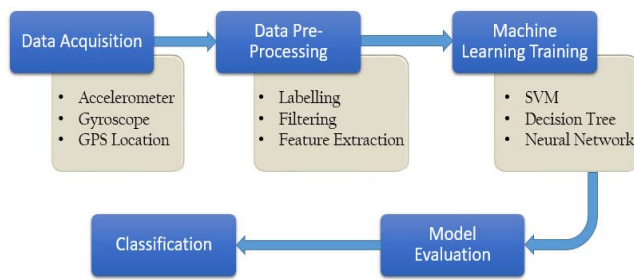 Data Acquisition
• Accelerometer
• Gyroscope
• GPS Location
Data Pre-
Processing
• Labelling
• Filtering
• Feature Extraction
Machine
Learning Training
• SVM
• Decision Tree
• Neural Network
Model
Evaluation
Classification